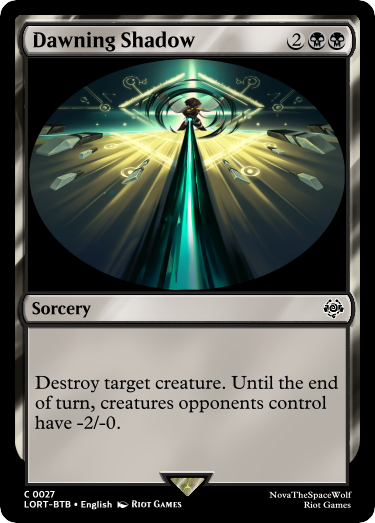 Dawning Shadow 2
Sorcery
Destroy target creature. Until the end
of turn, creatures opponents control
have -2/-0.
C 0027
LORT-BTB • English RIOT GAMES
NovaTheSpaceWolf
Riot Games